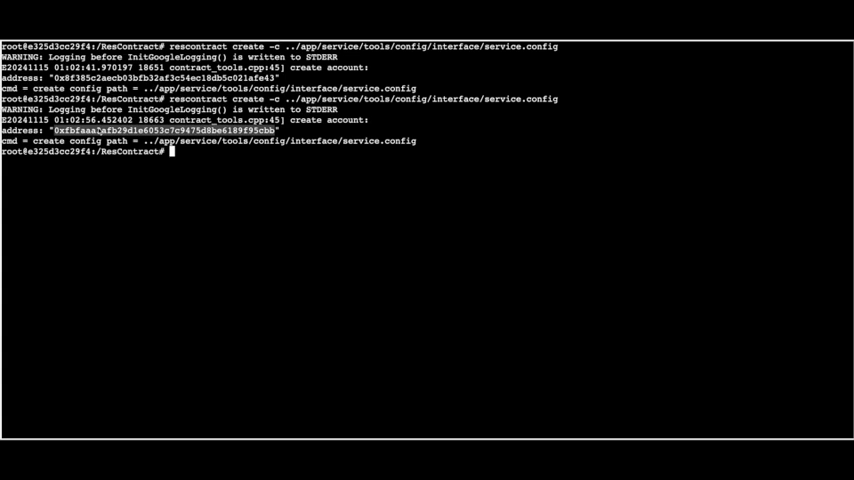 root@e325d3cc29f4:/ResContract# rescontract create -c ../app/service/tools/config/interface/service.config
WARNING: Logging before InitGoogleLogging() is written to STDERR
E20241115 01:02:41.970197 18651 contract_tools.cpp:45] create account:
address: "0x8f385c2aecb03bfb32af3c54ec18db5c021afe43"
cmd = create config path = ../app/service/tools/config/interface/service.config
root@e325d3cc29f4:/ResContract# rescontract create -c ../app/service/tools/config/interface/service.config
WARNING: Logging before InitGoogleLogging() is written to STDERR
E20241115 01:02:56.452402 18663 contract_tools.cpp:45] create account:
address:
cmd = create config path = ../app/service/tools/config/interface/service.config
root@e325d3cc29f4:/ResContract#